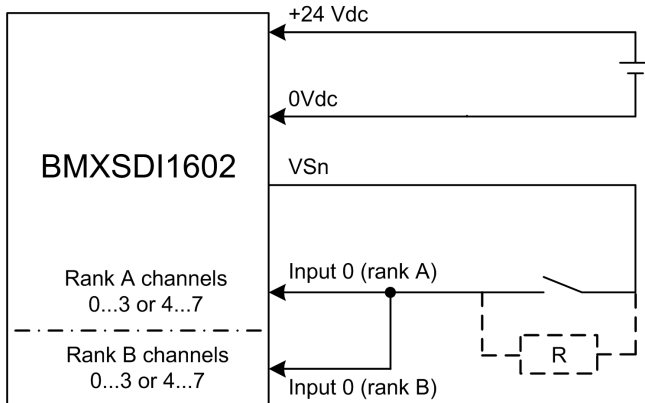 +24 Vdc
0Vdc
BMXSDI1602
VSn
Rank A channels
0...3 or 4...7
Input 0 (rank A)
Rank B channels
0...3 or 4...7
R
Input 0 (rank B)